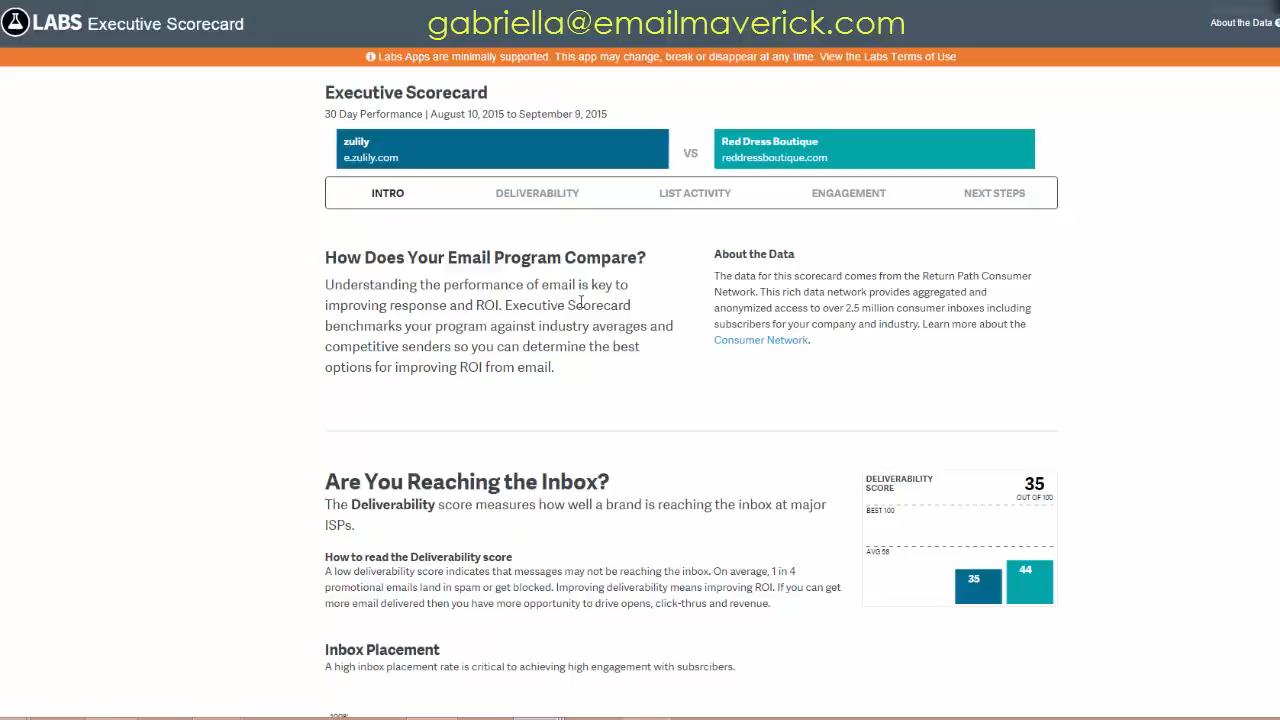 LABS Executive Scorecard
gabriella@emailmaverick.com
About the Data
Labs Apps are minimally supported. This app may change, break or disappear at any time. View the Labs Terms of Use
Executive Scorecard
30 Day Performance | August 10, 2015 to September 9, 2015
zulily
e.zulily.com
VS
Red Dress Boutique
reddressboutique.com
INTRO DELIVERABILITY LIST ACTIVITY ENGAGEMENT NEXT STEPS
How Does Your Email Program Compare?
Understanding the performance of email is key to
improving response and ROI. Executive Scorecard
benchmarks your program against industry averages and
competitive senders so you can determine the best
options for improving ROI from email.
About the Data
The data for this scorecard comes from the Return Path Consumer
Network. This rich data network provides aggregated and
anonymized access to over 2.5 million consumer inboxes including
subscribers for your company and industry. Learn more about the
Consumer Network.
Are You Reaching the Inbox?
The Deliverability score measures how well a brand is reaching the inbox at major
ISPs.
How to read the Deliverability score
A low deliverability score indicates that messages may not be reaching the inbox. On average, 1 in 4
promotional emails land in spam or get blocked. Improving deliverability means improving ROI. If you can get
more email delivered then you have more opportunity to drive opens, click-thrus and revenue.
DELIVERABILITY
SCORE
35
OUT OF 100
BEST 100
AVG 58
35
44
Inbox Placement
A high inbox placement rate is critical to achieving high engagement with subsrcibers.
100%